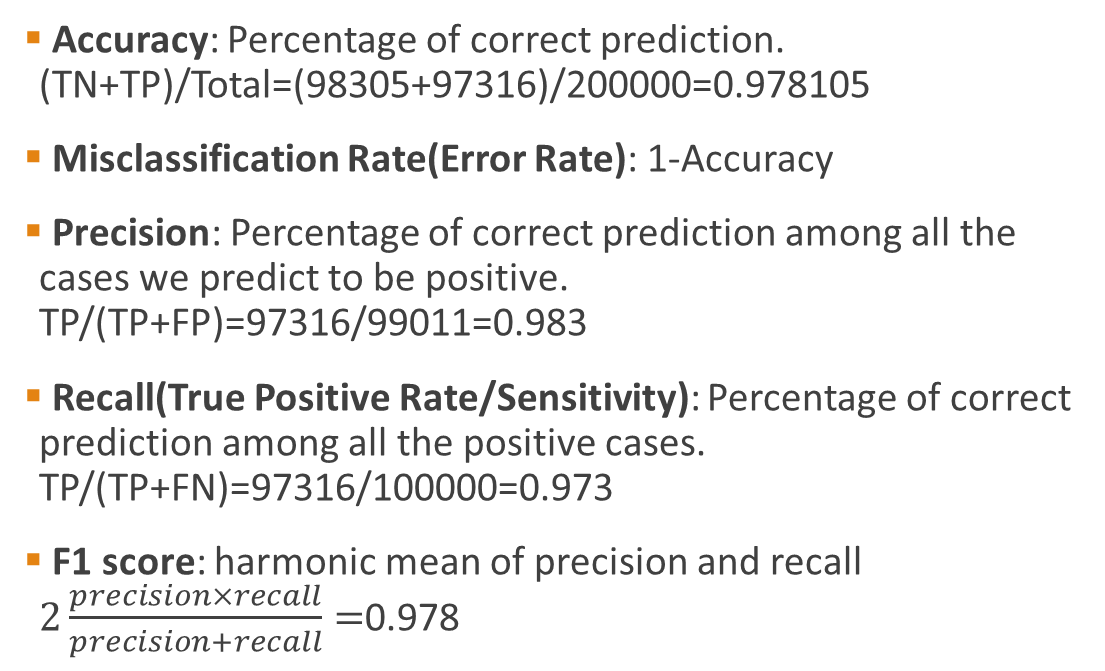 ▪ Accuracy: Percentage of correct prediction.
(TN+TP)/Total=(98305+97316)/200000=0.978105
▪ Misclassification Rate(Error Rate): 1-Accuracy
▪ Precision: Percentage of correct prediction among all the
cases we predict to be positive.
TP/(TP+FP)=97316/99011=0.983
▪ Recall(True Positive Rate/Sensitivity): Percentage of correct
prediction among all the positive cases.
TP/(TP+FN)=97316/100000=0.973
▪ F1 score: harmonic mean of precision and recall
2 precision×recall / precision+recall =0.978